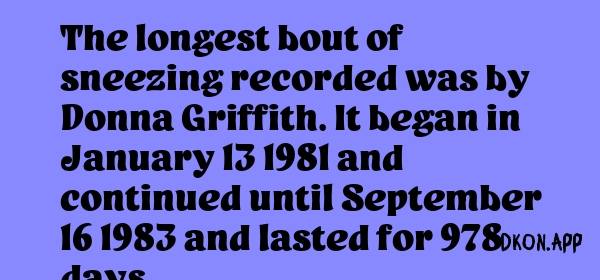 The longest bout of
sneezing recorded was by
Donna Griffith. It began in
January 13 1981 and
continued until September
16 1983 and lasted for 978
DKON.APP
days